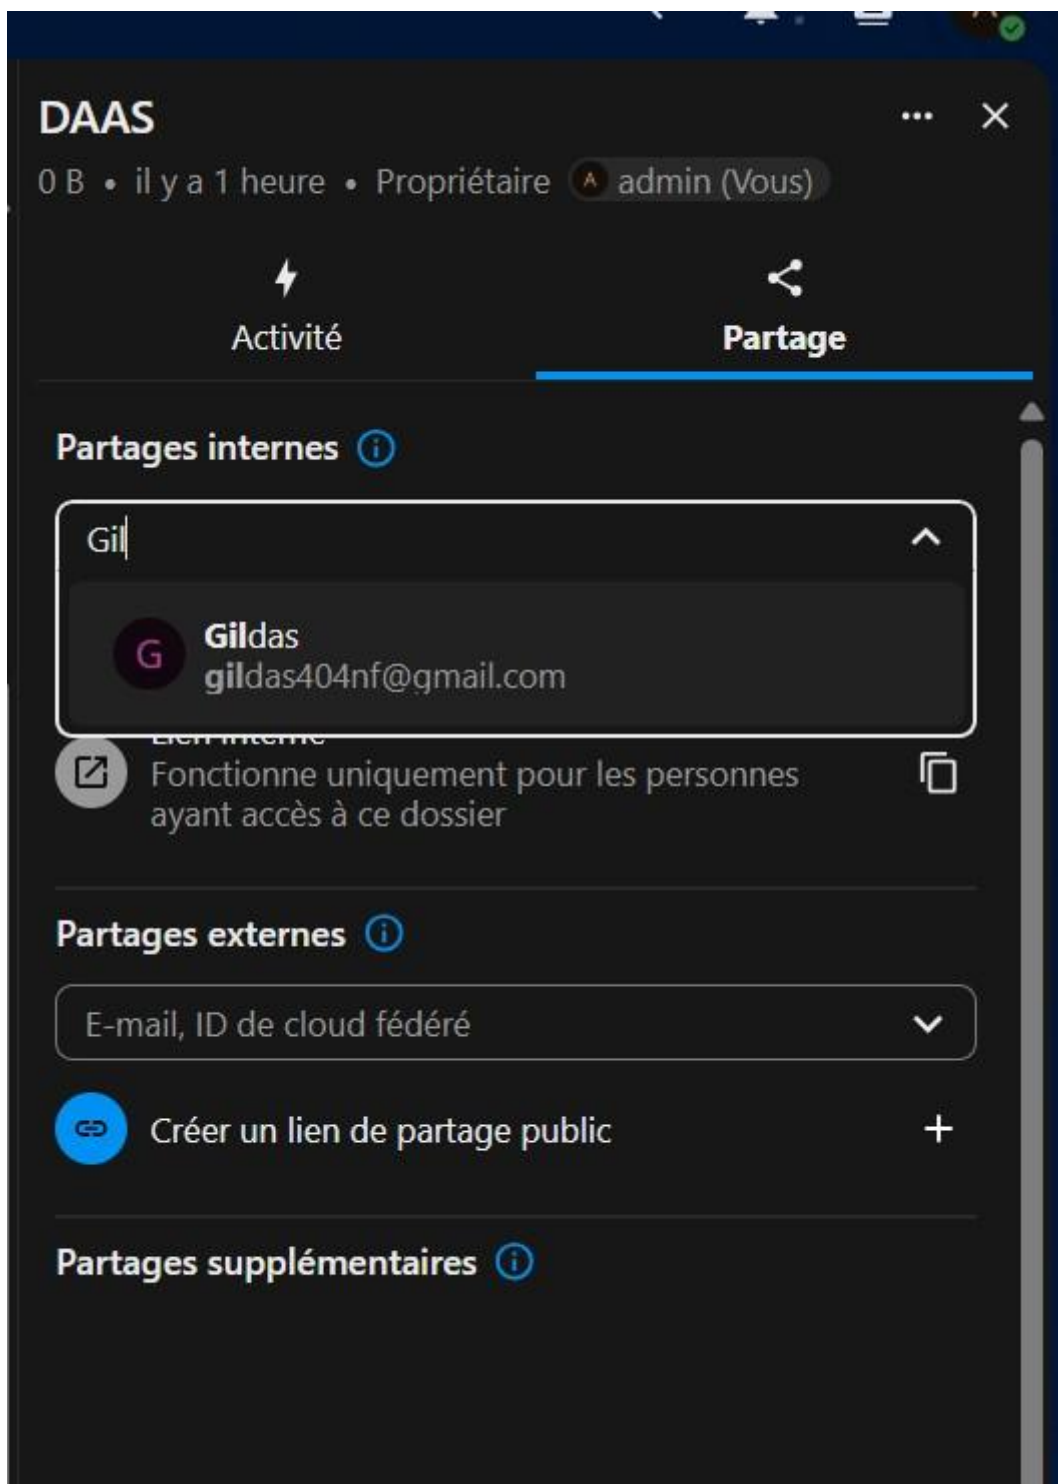 DAAS
0 B • il y a 1 heure • Propriétaire A admin (Vous)
Activité
Partage
Partages internes
Gil
G
Gildas
gildas404nf@gmail.com
Lien interne
Fonctionne uniquement pour les personnes
ayant accès à ce dossier
Partages externes
E-mail, ID de cloud fédéré
Créer un lien de partage public
Partages supplémentaires